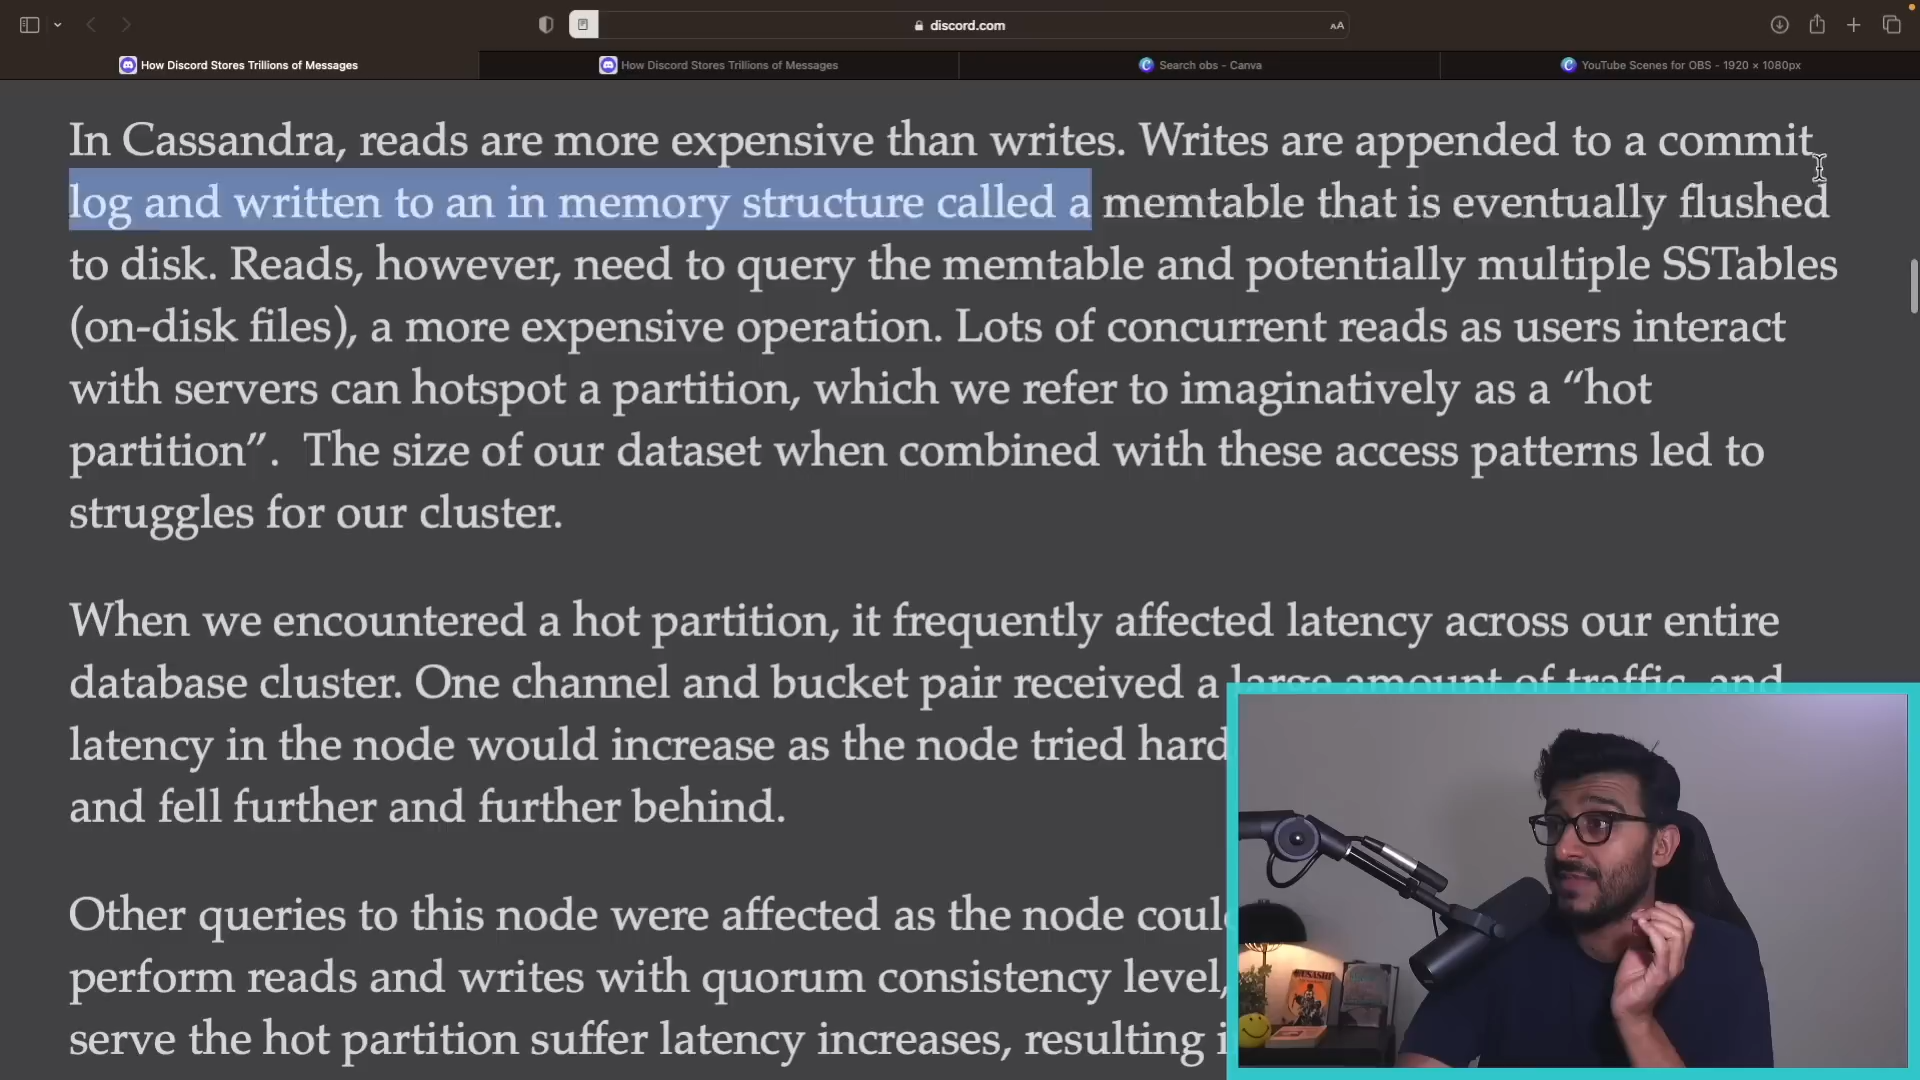 discord.com
AA
How Discord Stores Trillions of Messages
How Discord Stores Trillions of Messages
Search obs - Canva
YouTube Scenes for OBS - 1920 × 1080px
In Cassandra, reads are more expensive than writes. Writes are appended to a commit
log and written to an in memory structure called a memtable that is eventually flushed
to disk. Reads, however, need to query the memtable and potentially multiple SSTables
(on-disk files), a more expensive operation. Lots of concurrent reads as users interact
with servers can hotspot a partition, which we refer to imaginatively as a “hot
partition”.  The size of our dataset when combined with these access patterns led to
struggles for our cluster.
When we encountered a hot partition, it frequently affected latency across our entire
database cluster. One channel and bucket pair received a large amount of traffic, and
latency in the node would increase as the node tried hard
and fell further and further behind.
Other queries to this node were affected as the node coul
perform reads and writes with quorum consistency level,
serve the hot partition suffer latency increases, resulting i
MUSASHI